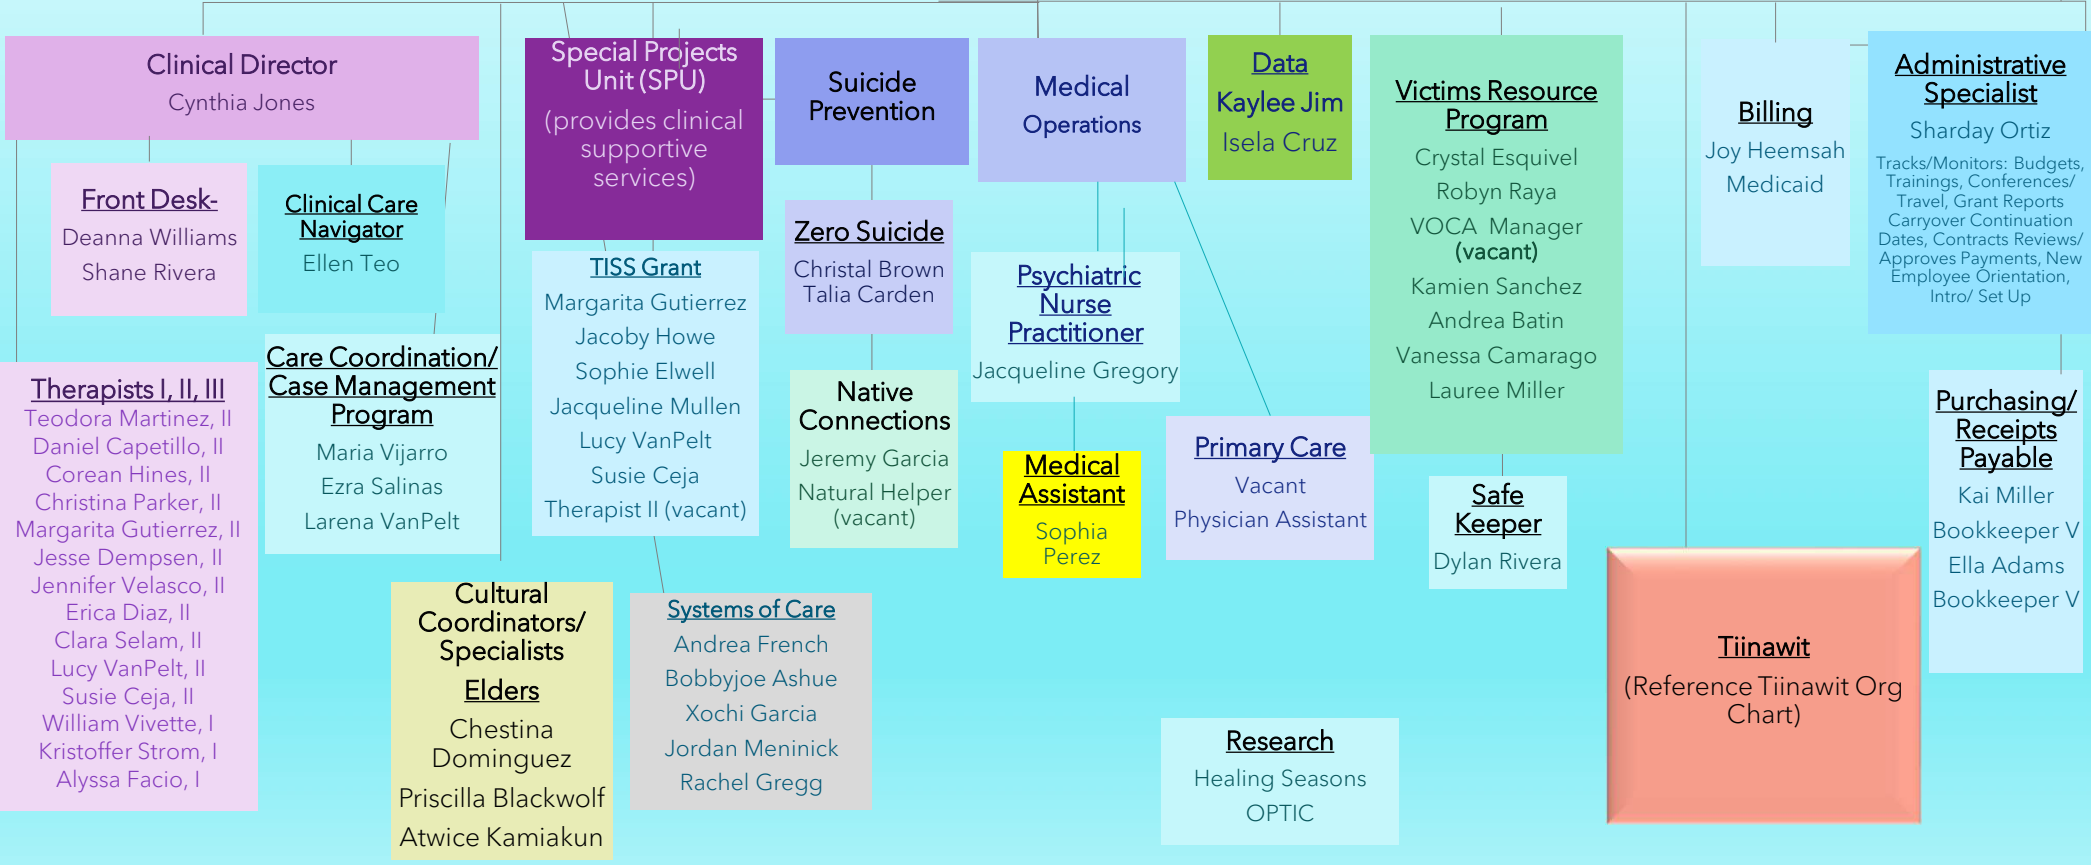 Clinical Director
Cynthia Jones
Front Desk-
Deanna Williams
Shane Rivera
Clinical Care
Navigator
Ellen Teo
Therapists I, II, III
Teodora Martinez, II
Daniel Capetillo, II
Corean Hines, II
Christina Parker, II
Margarita Gutierrez, II
Jesse Dempsen, II
Jennifer Velasco, II
Erica Diaz, II
Clara Selam, II
Lucy VanPelt, II
Susie Ceja, II
William Vivette, I
Kristoffer Strom, I
Alyssa Facio, I
Care Coordination/
Case Management
Program
Maria Vijarro
Ezra Salinas
Larena VanPelt
Cultural
Coordinators/
Specialists
Elders
Chestina
Dominguez
Priscilla Blackwolf
Atwice Kamiakun
Special Projects
Unit (SPU)
(provides clinical
supportive
services)
TISS Grant
Margarita Gutierrez
Jacoby Howe
Sophie Elwell
Jacqueline Mullen
Lucy VanPelt
Susie Ceja
Therapist II (vacant)
Systems of Care
Andrea French
Bobbyjoe Ashue
Xochi Garcia
Jordan Meninick
Rachel Gregg
Suicide
Prevention
Zero Suicide
Christal Brown
Talia Carden
Native
Connections
Jeremy Garcia
Natural Helper
(vacant)
Medical
Operations
Psychiatric
Nurse
Practitioner
Jacqueline Gregory
Medical
Assistant
Sophia
Perez
Primary Care
Vacant
Physician Assistant
Data
Kaylee Jim
Isela Cruz
Victims Resource
Program
Crystal Esquivel
Robyn Raya
VOCA Manager
(vacant)
Kamien Sanchez
Andrea Batin
Vanessa Camarago
Lauree Miller
Safe
Keeper
Dylan Rivera
Research
Healing Seasons
OPTIC
Tiinawit
(Reference Tiinawit Org
Chart)
Billing
Joy Heemsah
Medicaid
Administrative
Specialist
Sharday Ortiz
Tracks/Monitors: Budgets,
Trainings, Conferences/
Travel, Grant Reports
Carryover Continuation
Dates, Contracts Reviews/
Approves Payments, New
Employee Orientation,
Intro/ Set Up
Purchasing/
Receipts
Payable
Kai Miller
Bookkeeper V
Ella Adams
Bookkeeper V